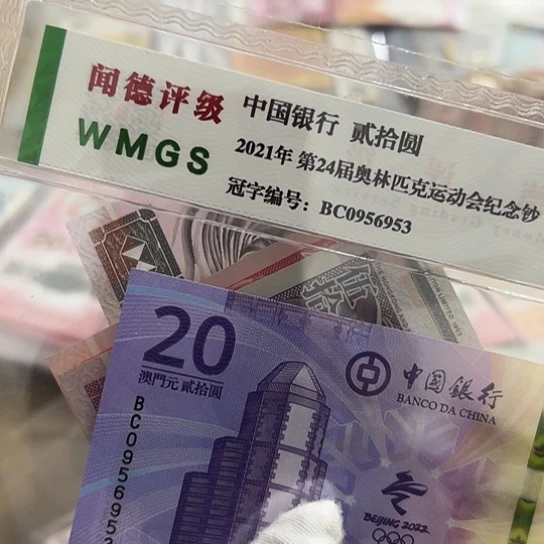 闻德评级
WMGS
中国银行 贰拾圆
2021年 第24届奥林匹克运动会纪念钞
冠字编号: BC0956953
20
澳門元 貳拾圓
中國銀行
BANCO DA CHINA
BC0956953
BEIJING 2022